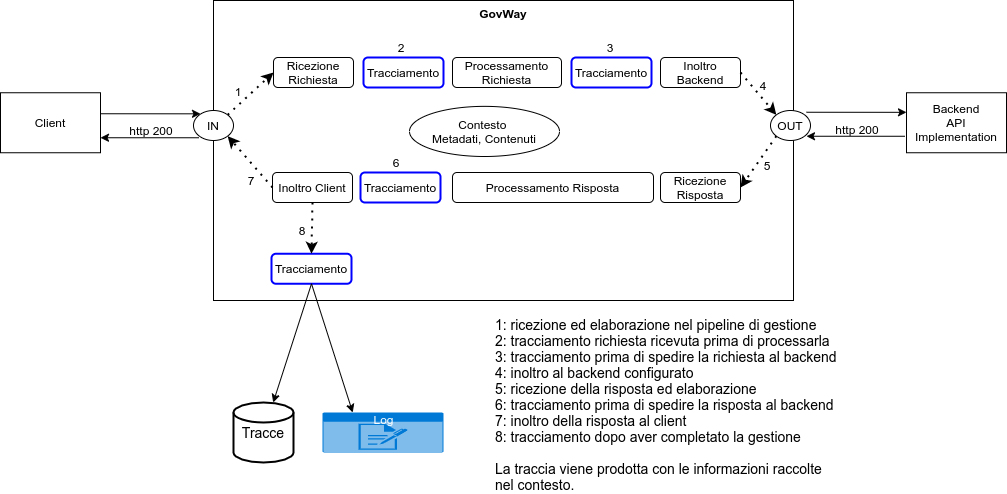 GovWay
2
3
Ricezione
Richiesta
Tracciamento
Processamento
Richiesta
Tracciamento
Inoltro
Backend
1
4
Client
http 200
IN
Contesto
Metadati, Contenuti
OUT
http 200
Backend
API
Implementation
6
5
7
Inoltro Client
Tracciamento
Processamento Risposta
Ricezione
Risposta
8
Tracciamento
Tracce
Log
1: ricezione ed elaborazione nel pipeline di gestione
2: tracciamento richiesta ricevuta prima di processarla
3: tracciamento prima di spedire la richiesta al backend
4: inoltro al backend configurato
5: ricezione della risposta ed elaborazione
6: tracciamento prima di spedire la risposta al backend
7: inoltro della risposta al client
8: tracciamento dopo aver completato la gestione
La traccia viene prodotta con le informazioni raccolte
nel contesto.